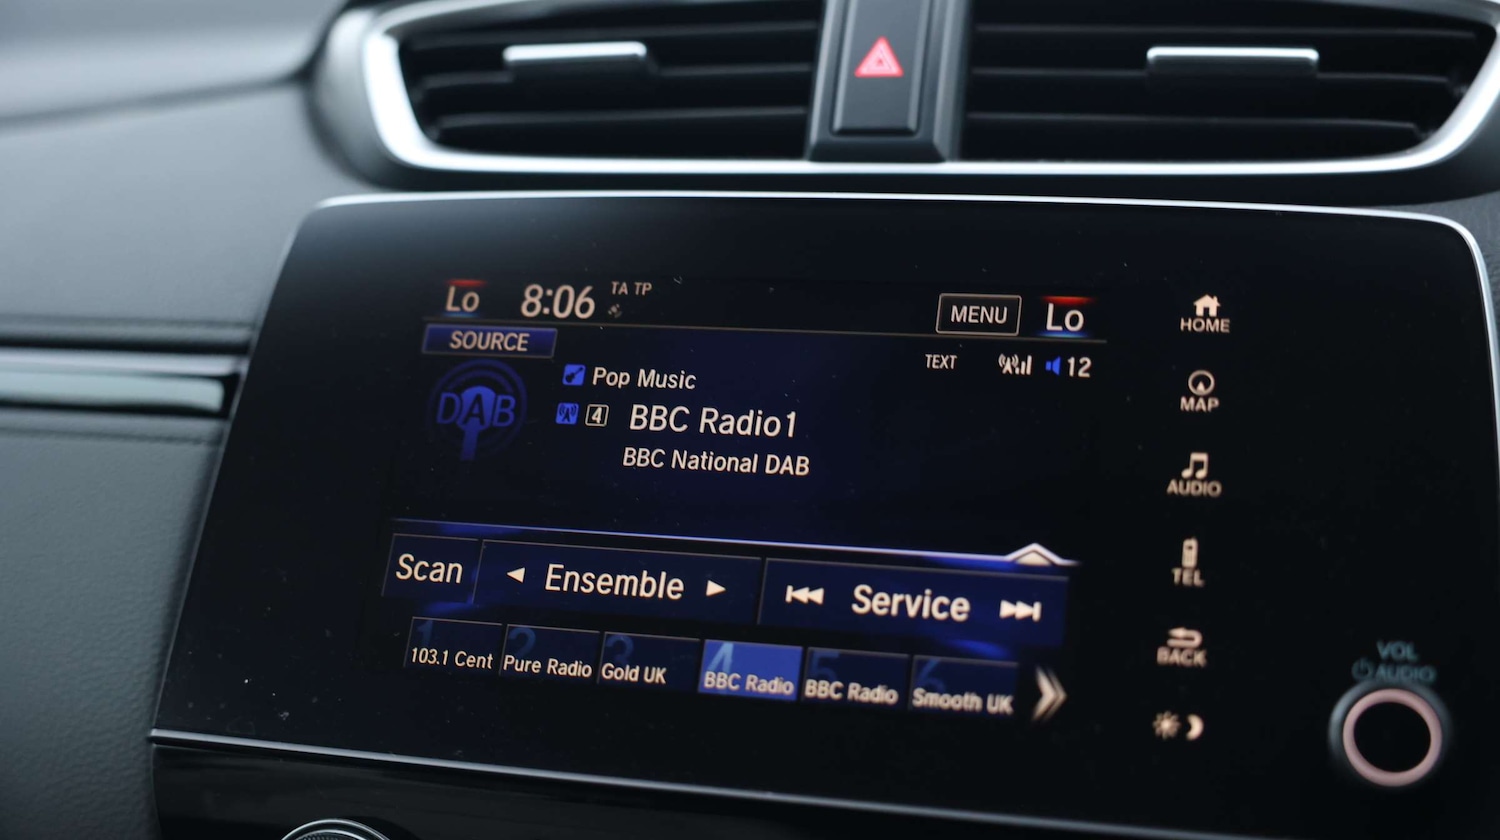 Lo 8:06 TA TP MENU Lo
SOURCE
TEXT 12
DAB
Pop Music
4 BBC Radio1
BBC National DAB
Scan Ensemble Service
1 2 3 4 5 6
103.1 Cent Pure Radio Gold UK BBC Radio BBC Radio Smooth UK
HOME
MAP
AUDIO
TEL
BACK
VOL
AUDIO